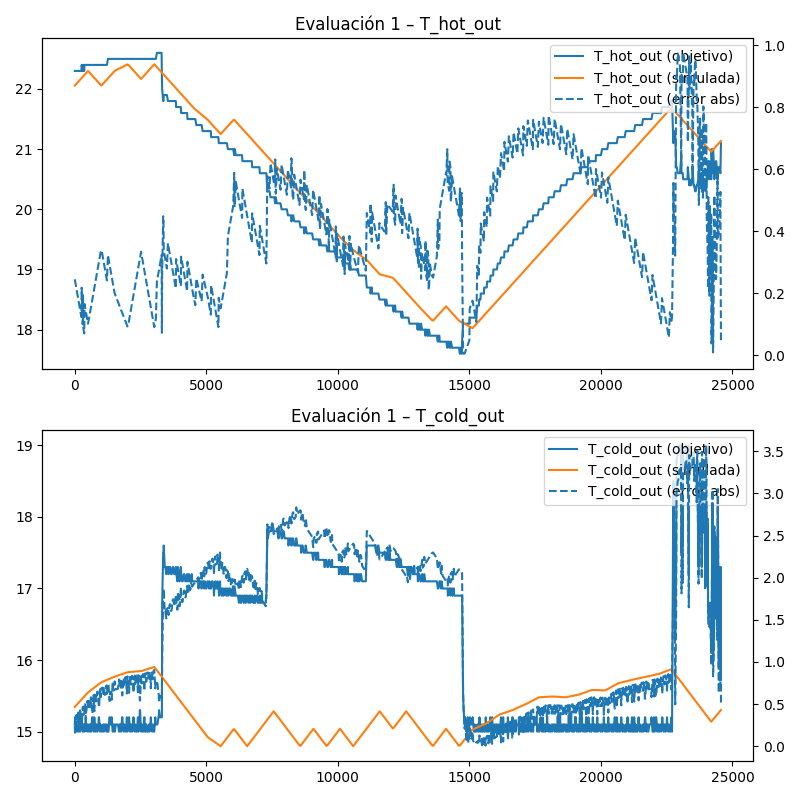 Evaluación 1 – T_hot_out
T_hot_out (objetivo)
T_hot_out (simulada)
T_hot_out (error abs)
22
21
20
19
18
1.0
0.8
0.6
0.4
0.2
0.0
0 5000 10000 15000 20000 25000
Evaluación 1 – T_cold_out
T_cold_out (objetivo)
T_cold_out (simulada)
T_cold_out (error abs)
19
18
17
16
15
3.5
3.0
2.5
2.0
1.5
1.0
0.5
0.0
0 5000 10000 15000 20000 25000